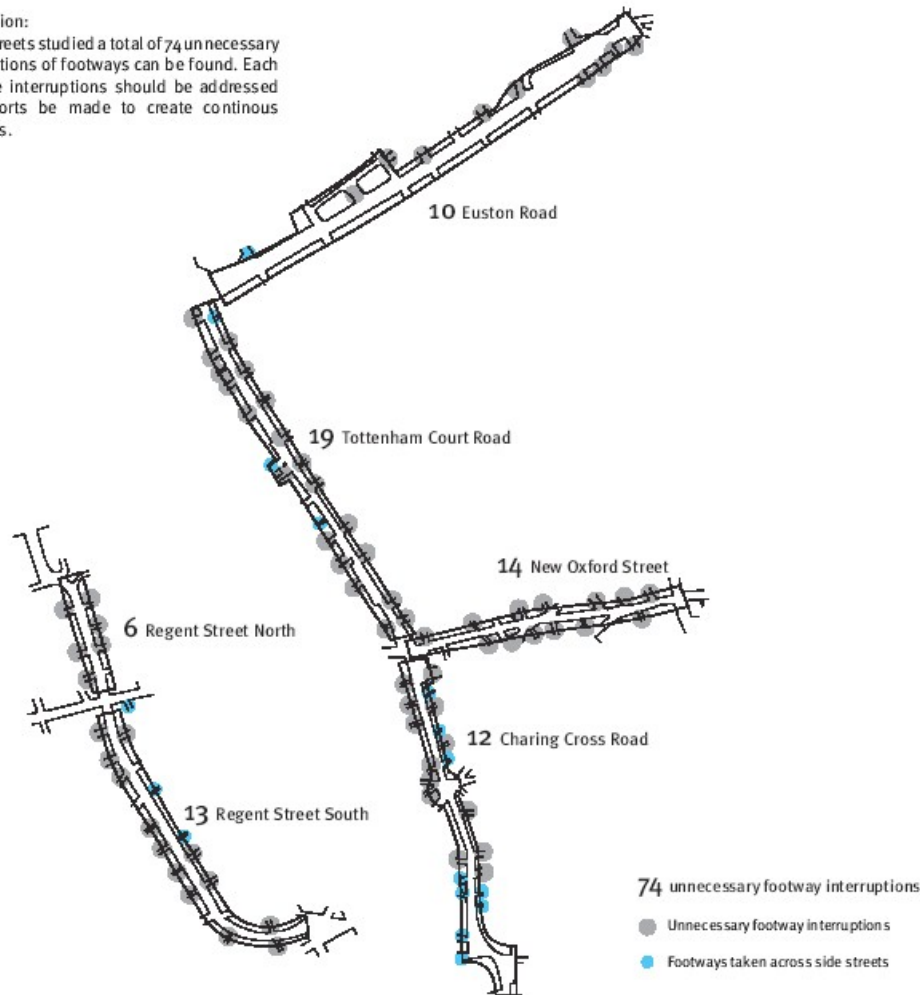 ion:
reets studied a total of 74 unnecessary
tions of footways can be found. Each
e interruptions should be addressed
orts be made to create continous
s.
10 Euston Road
19 Tottenham Court Road
14 New Oxford Street
6 Regent Street North
12 Charing Cross Road
13 Regent Street South
74 unnecessary footway interruptions
Unnecessary footway interruptions
Footways taken across side streets